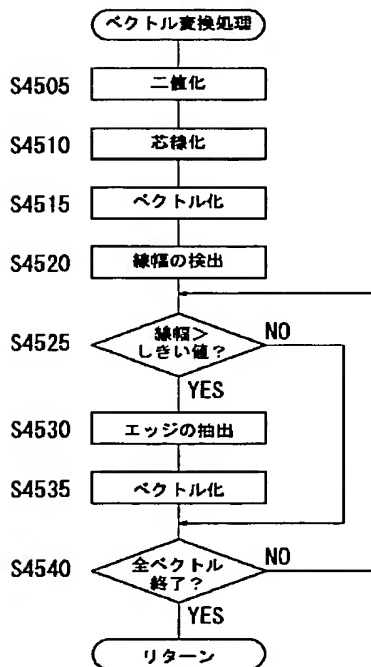 ベクトル変換処理
S4505
二値化
S4510
芯線化
S4515
ベクトル化
S4520
線幅の検出
S4525
線幅>
しきい値?
NO
YES
S4530
エッジの抽出
S4535
ベクトル化
S4540
全ベクトル
終了?
NO
YES
リターン